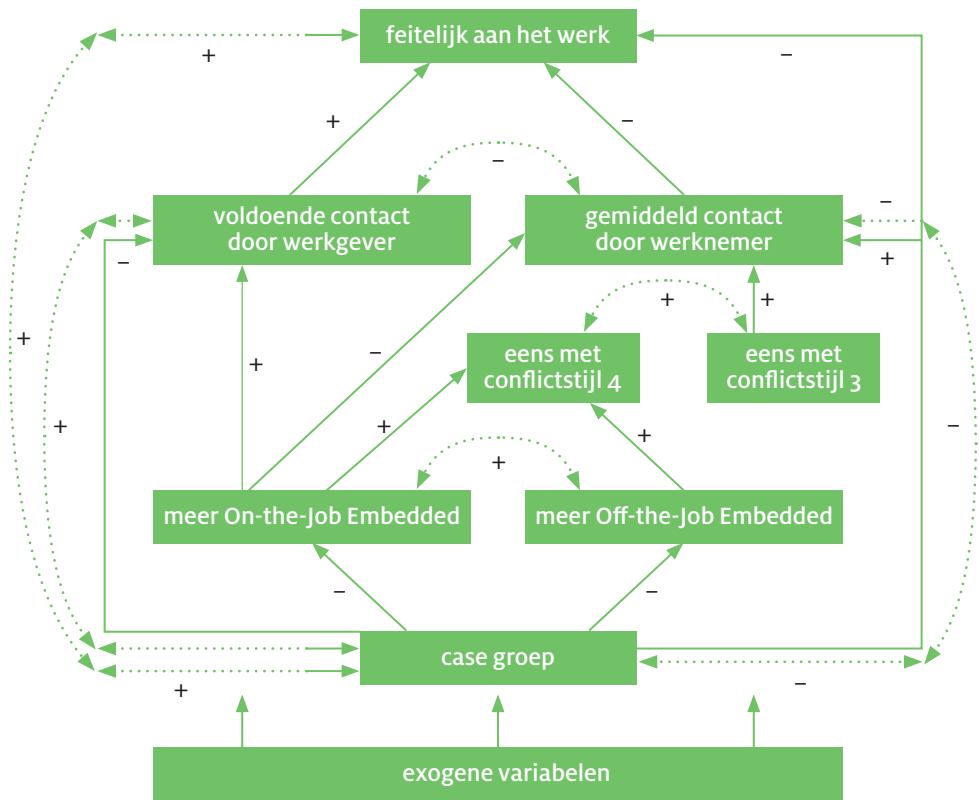 feitelijk aan het werk
+
−
+
−
−
voldoende contact
door werkgever
gemiddeld contact
door werknemer
−
−
+
+
+
+
−
eens met
conflictstijl 4
eens met
conflictstijl 3
+
+
+
+
−
+
meer On-the-Job Embedded
meer Off-the-Job Embedded
−
−
case groep
+
−
exogene variabelen